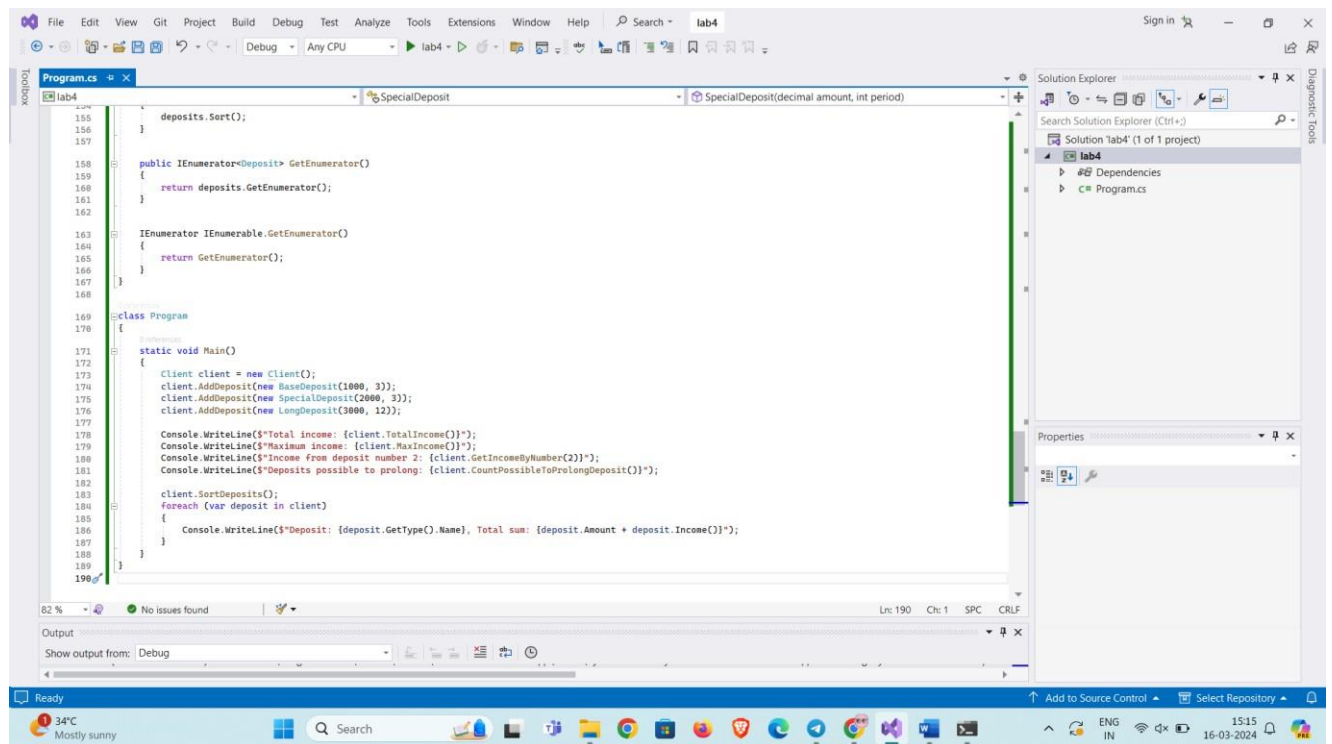 File Edit View Git Project Build Debug Test Analyze Tools Extensions Window Help Search lab4 Sign in
Debug Any CPU lab4
Toolbox
Program.cs
lab4 SpecialDeposit SpecialDeposit(decimal amount, int period)
154 {
155 deposits.Sort();
156 }
157
158 public IEnumerator<Deposit> GetEnumerator()
159 {
160 return deposits.GetEnumerator();
161 }
162
163 IEnumerator IEnumerable.GetEnumerator()
164 {
165 return GetEnumerator();
166 }
167 }
168
0 references
169 class Program
170 {
0 references
171 static void Main()
172 {
173 Client client = new Client();
174 client.AddDeposit(new BaseDeposit(1000, 3));
175 client.AddDeposit(new SpecialDeposit(2000, 3));
176 client.AddDeposit(new LongDeposit(3000, 12));
177
178 Console.WriteLine($"Total income: {client.TotalIncome()}");
179 Console.WriteLine($"Maximum income: {client.MaxIncome()}");
180 Console.WriteLine($"Income from deposit number 2: {client.GetIncomeByNumber(2)}");
181 Console.WriteLine($"Deposits possible to prolong: {client.CountPossibleToProlongDeposit()}");
182
183 client.SortDeposits();
184 foreach (var deposit in client)
185 {
186 Console.WriteLine($"Deposit: {deposit.GetType().Name}, Total sum: {deposit.Amount + deposit.Income()}");
187 }
188 }
189 }
190
82 % No issues found Ln: 190 Ch: 1 SPC CRLF
Output
Show output from: Debug
Solution Explorer
Search Solution Explorer (Ctrl+;)
Solution 'lab4' (1 of 1 project)
lab4
Dependencies
C# Program.cs
Properties
Diagnostic Tools
Ready Add to Source Control Select Repository
1 34°C
Mostly sunny
Search
ENG
IN
15:15
16-03-2024
PRE